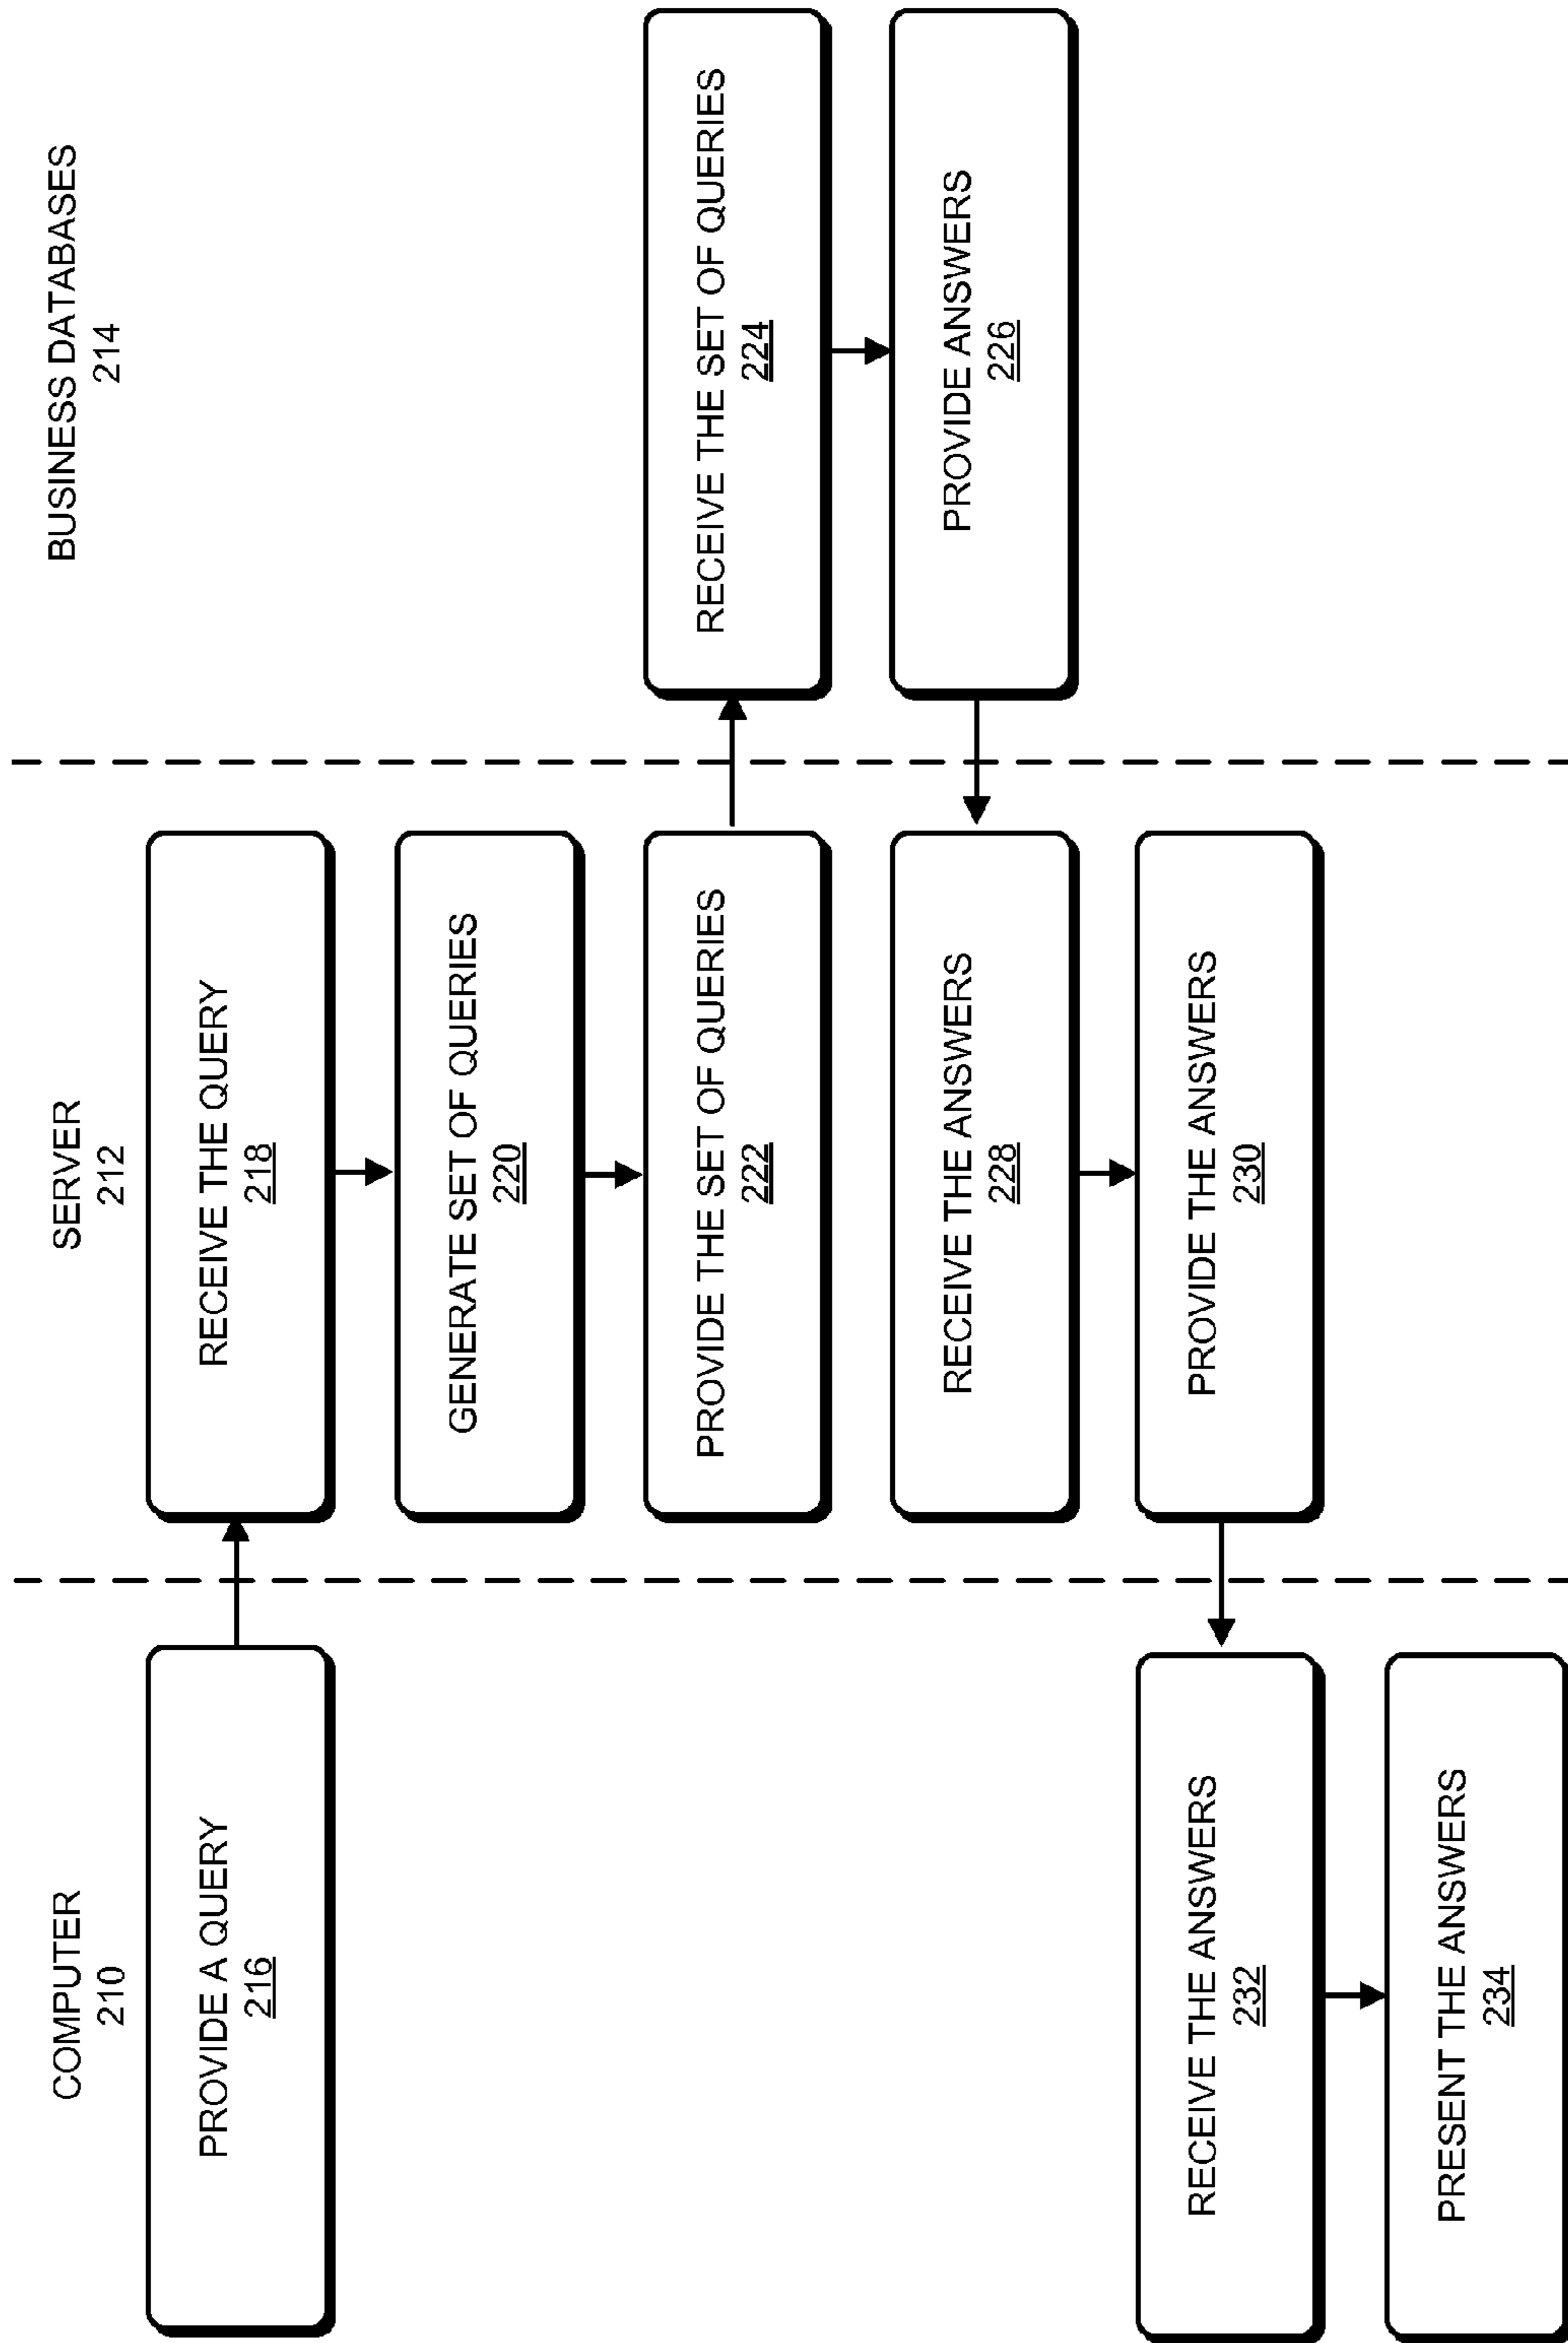 COMPUTER
210
SERVER
212
BUSINESS DATABASES
214
PROVIDE A QUERY
216
RECEIVE THE QUERY
218
GENERATE SET OF QUERIES
220
PROVIDE THE SET OF QUERIES
222
RECEIVE THE SET OF QUERIES
224
PROVIDE ANSWERS
226
RECEIVE THE ANSWERS
228
PROVIDE THE ANSWERS
230
RECEIVE THE ANSWERS
232
PRESENT THE ANSWERS
234